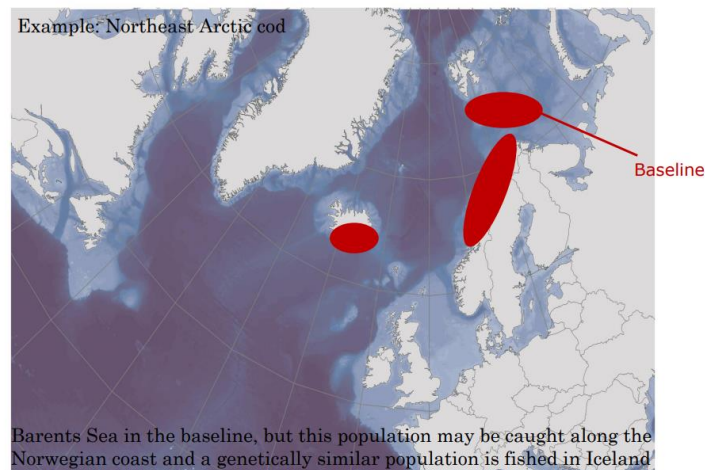 Example: Northeast Arctic cod
Baseline
Barents Sea in the baseline, but this population may be caught along the
Norwegian coast and a genetically similar population is fished in Iceland